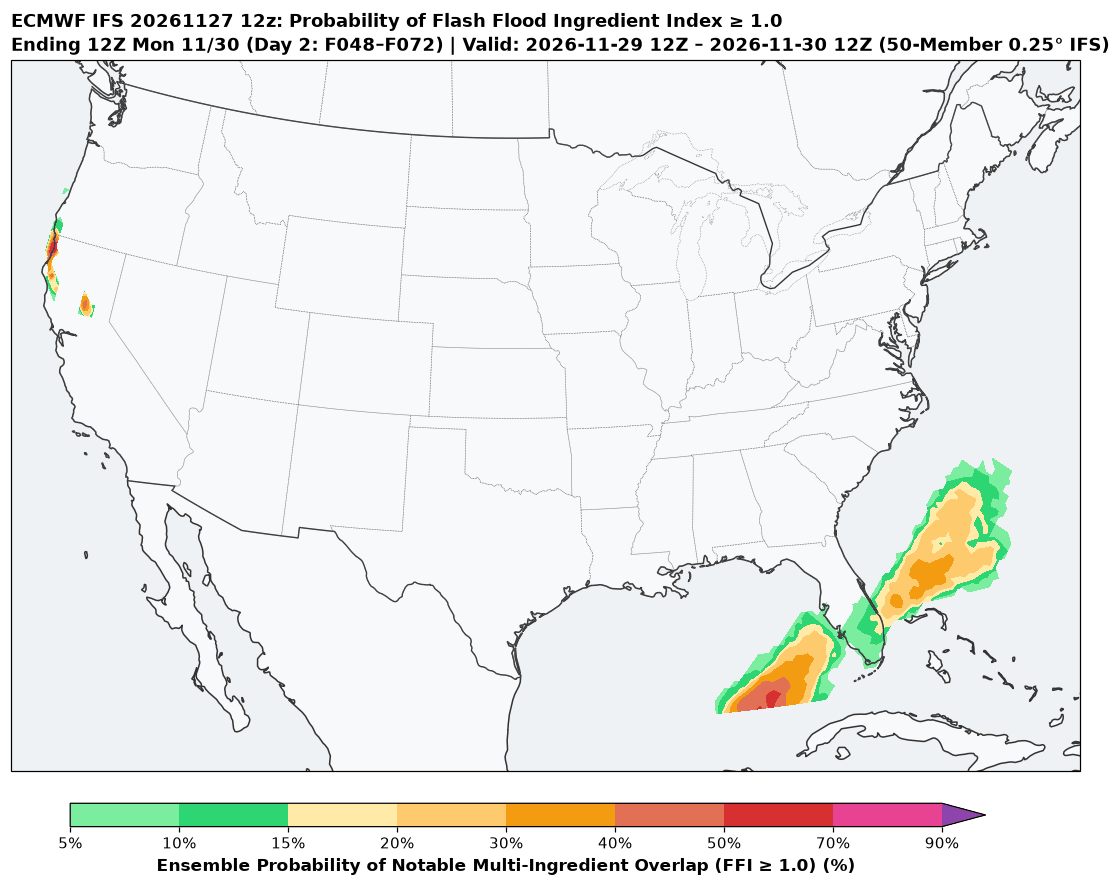 ECMWF IFS 20261127 12z: Probability of Flash Flood Ingredient Index ≥ 1.0
Ending 12Z Mon 11/30 (Day 2: F048–F072) | Valid: 2026-11-29 12Z – 2026-11-30 12Z (50-Member 0.25° IFS)
5% 10% 15% 20% 30% 40% 50% 70% 90%
Ensemble Probability of Notable Multi-Ingredient Overlap (FFI ≥ 1.0) (%)